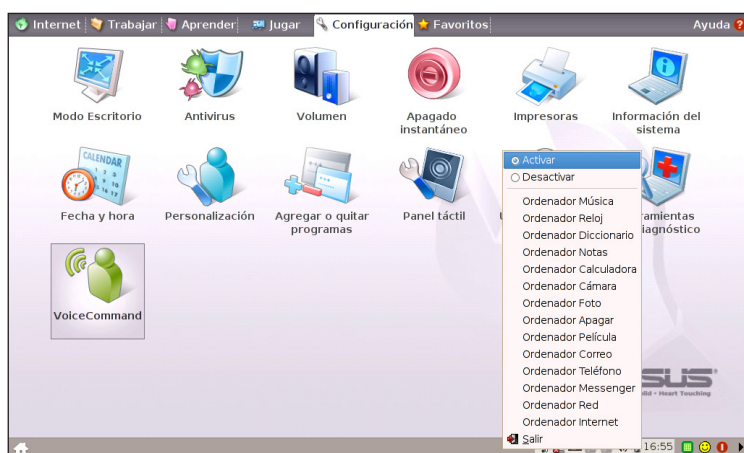 Internet Trabajar Aprender Jugar Configuración Favoritos Ayuda
Modo Escritorio Antivirus Volumen Apagado instantáneo Impresoras Información del sistema
CALENDAR
Fecha y hora Personalización Agregar o quitar programas Panel táctil
VoiceCommand
Activar
Desactivar
Ordenador Música
Ordenador Reloj
Ordenador Diccionario
Ordenador Notas
Ordenador Calculadora
Ordenador Cámara
Ordenador Foto
Ordenador Apagar
Ordenador Película
Ordenador Correo
Ordenador Teléfono
Ordenador Messenger
Ordenador Red
Ordenador Internet
Salir
Heart Touching
16:55